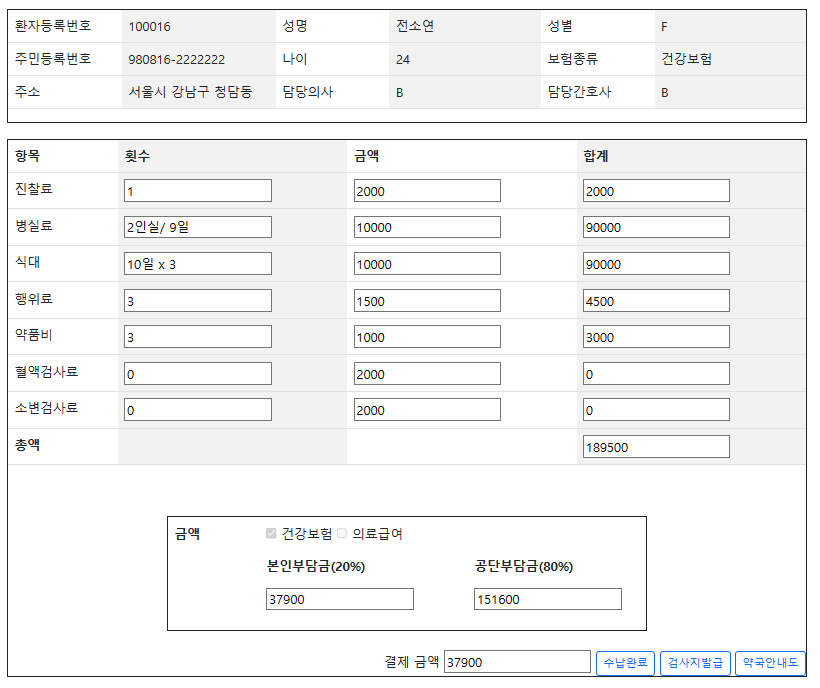 환자등록번호 100016 성명 전소연 성별 F
주민등록번호 980816-2222222 나이 24 보험종류 건강보험
주소 서울시 강남구 청담동 담당의사 B 담당간호사 B
항목 횟수 금액 합계
진찰료 1 2000 2000
병실료 2인실/ 9일 10000 90000
식대 10일 x 3 10000 90000
행위료 3 1500 4500
약품비 3 1000 3000
혈액검사료 0 2000 0
소변검사료 0 2000 0
총액 189500
금액 건강보험 의료급여
본인부담금(20%) 공단부담금(80%)
37900 151600
결제 금액 37900 수납완료 검사지발급 약국안내도